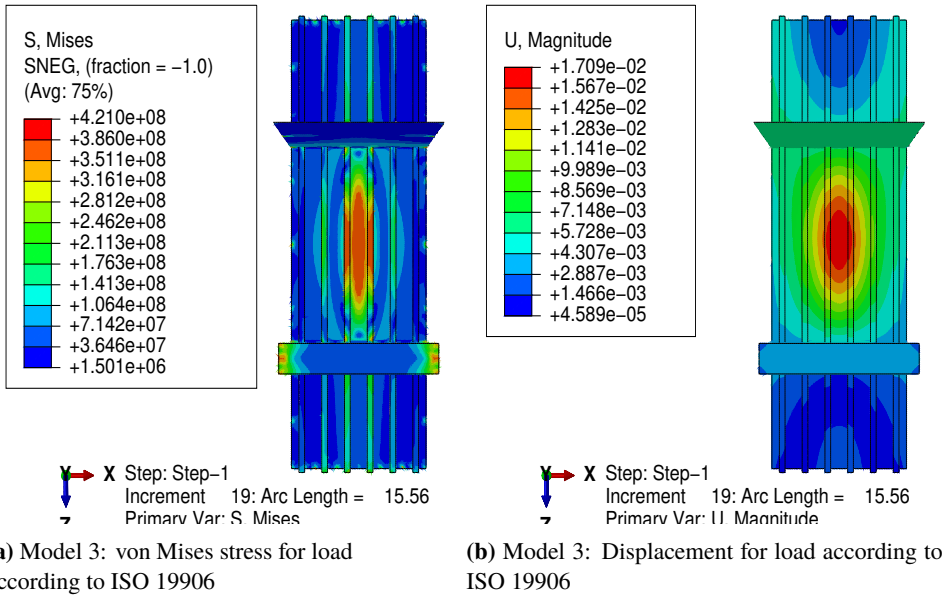 S, Mises
SNEG, (fraction = −1.0)
(Avg: 75%)
+4.210e+08
+3.860e+08
+3.511e+08
+3.161e+08
+2.812e+08
+2.462e+08
+2.113e+08
+1.763e+08
+1.413e+08
+1.064e+08
+7.142e+07
+3.646e+07
+1.501e+06
Y X Step: Step−1
Increment 19: Arc Length = 15.56
Z Primary Var: S, Mises
U, Magnitude
+1.709e−02
+1.567e−02
+1.425e−02
+1.283e−02
+1.141e−02
+9.989e−03
+8.569e−03
+7.148e−03
+5.728e−03
+4.307e−03
+2.887e−03
+1.466e−03
+4.589e−05
Y X Step: Step−1
Increment 19: Arc Length = 15.56
Z Primary Var: U, Magnitude
a) Model 3: von Mises stress for load
ccording to ISO 19906
(b) Model 3: Displacement for load according to
ISO 19906